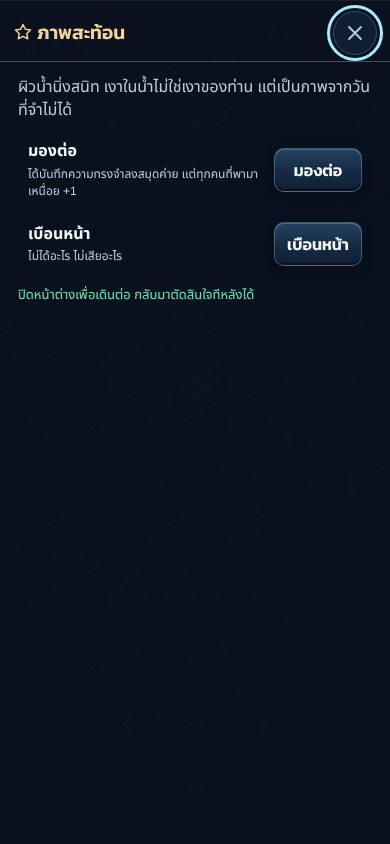 ภาพสะท้อน
ผิวน้ำนิ่งสนิท เงาในน้ำไม่ใช่เงาของท่าน แต่เป็นภาพจากวัน
ที่จำไม่ได้
มองต่อ
ได้บันทึกความทรงจำลงสมุดค่าย แต่ทุกคนที่พามา
เหนื่อย +1
มองต่อ
เบือนหน้า
ไม่ได้อะไร ไม่เสียอะไร
เบือนหน้า
ปิดหน้าต่างเพื่อเดินต่อ กลับมาตัดสินใจทีหลังได้